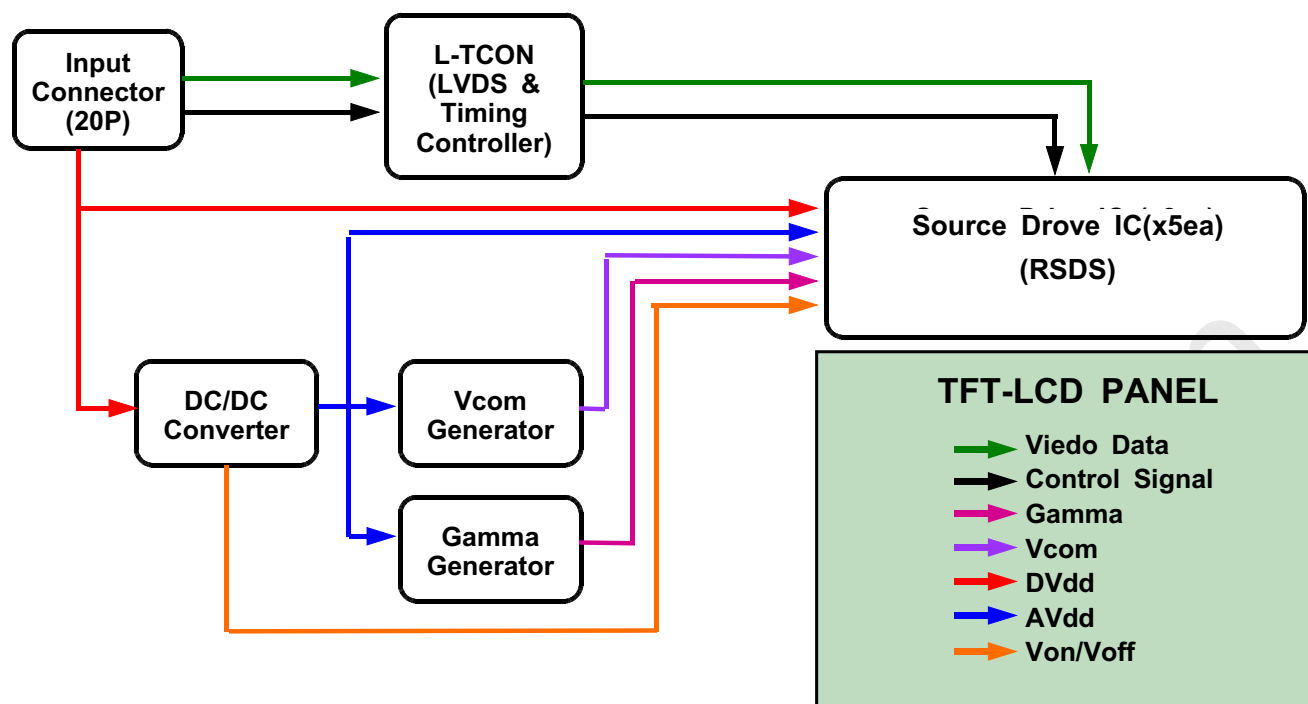 Input
Connector
(20P)
L-TCON
(LVDS & 
Timing
Controller)
Source Drove IC(x5ea)
(RSDS)
DC/DC
Converter
Vcom
Generator
Gamma
Generator
TFT-LCD PANEL
Viedo Data
Control Signal
Gamma
Vcom
DVdd
AVdd
Von/Voff